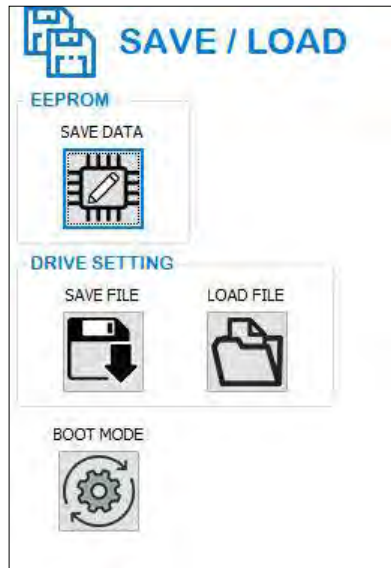 SAVE / LOAD
EEPROM
SAVE DATA
DRIVE SETTING
SAVE FILE LOAD FILE
BOOT MODE